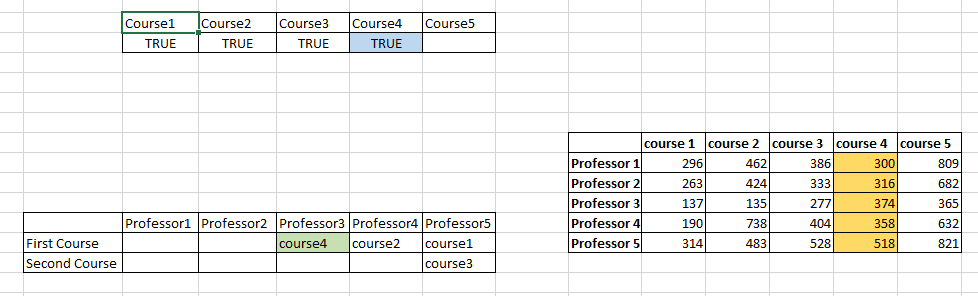 Course1 Course2 Course3 Course4 Course5
TRUE TRUE TRUE TRUE
course 1 course 2 course 3 course 4 course 5
Professor 1 296 462 386 300 809
Professor 2 263 424 333 316 682
Professor 3 137 135 277 374 365
Professor 4 190 738 404 358 632
Professor 5 314 483 528 518 821
Professor1 Professor2 Professor3 Professor4 Professor5
First Course course4 course2 course1
Second Course course3